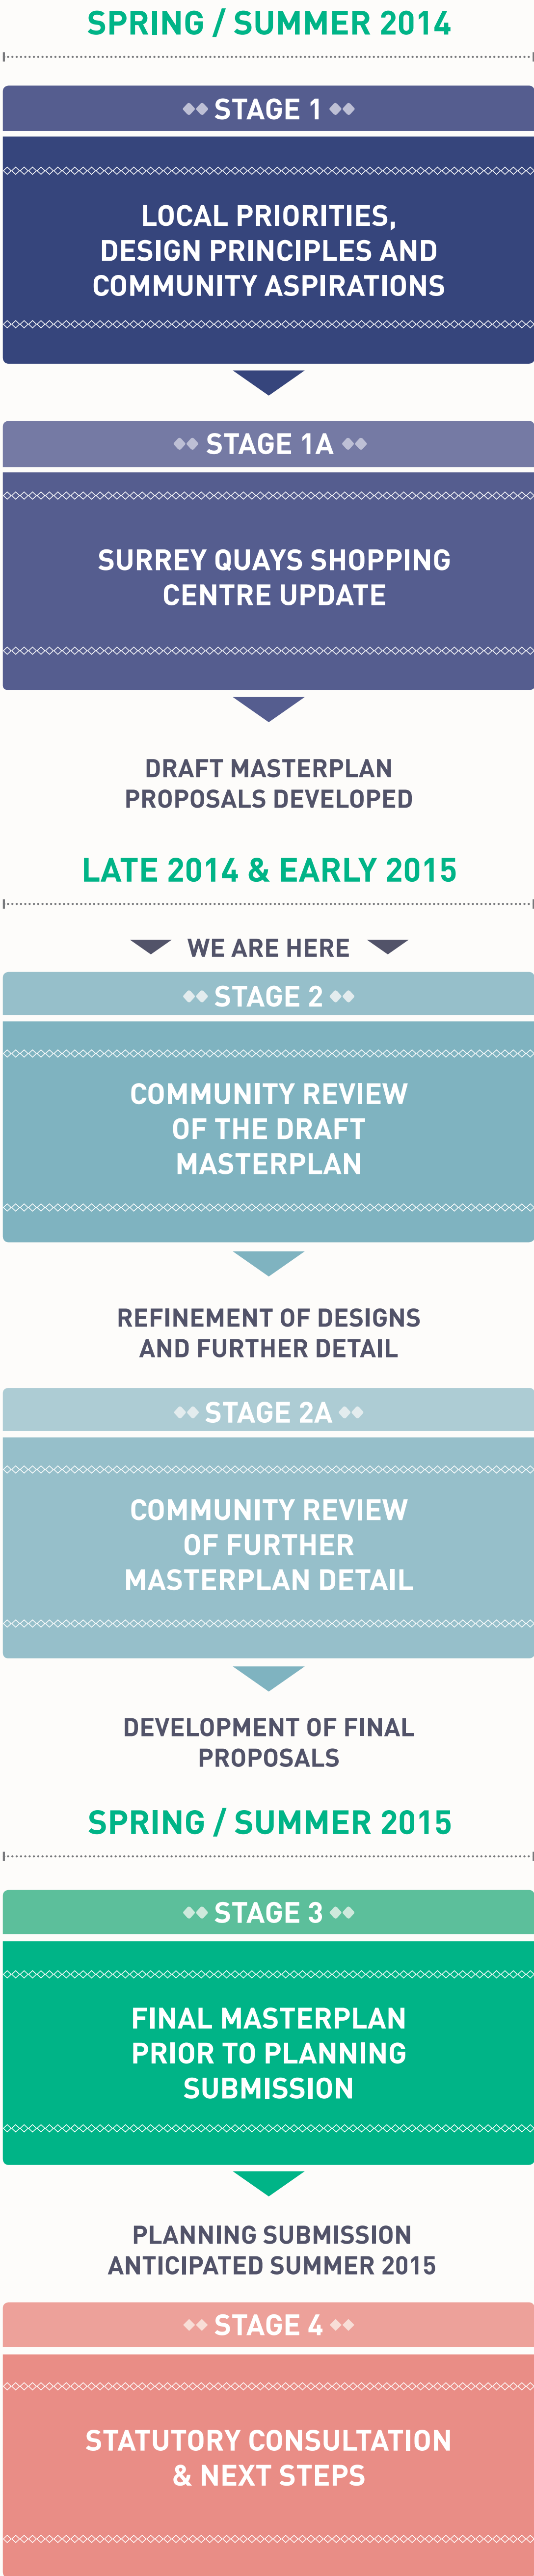 SPRING / SUMMER 2014
STAGE 1
LOCAL PRIORITIES,
DESIGN PRINCIPLES AND
COMMUNITY ASPIRATIONS
STAGE 1A
SURREY QUAYS SHOPPING
CENTRE UPDATE
DRAFT MASTERPLAN
PROPOSALS DEVELOPED
LATE 2014 & EARLY 2015
WE ARE HERE
STAGE 2
COMMUNITY REVIEW
OF THE DRAFT
MASTERPLAN
REFINEMENT OF DESIGNS
AND FURTHER DETAIL
STAGE 2A
COMMUNITY REVIEW
OF FURTHER
MASTERPLAN DETAIL
DEVELOPMENT OF FINAL
PROPOSALS
SPRING / SUMMER 2015
STAGE 3
FINAL MASTERPLAN
PRIOR TO PLANNING
SUBMISSION
PLANNING SUBMISSION
ANTICIPATED SUMMER 2015
STAGE 4
STATUTORY CONSULTATION
& NEXT STEPS